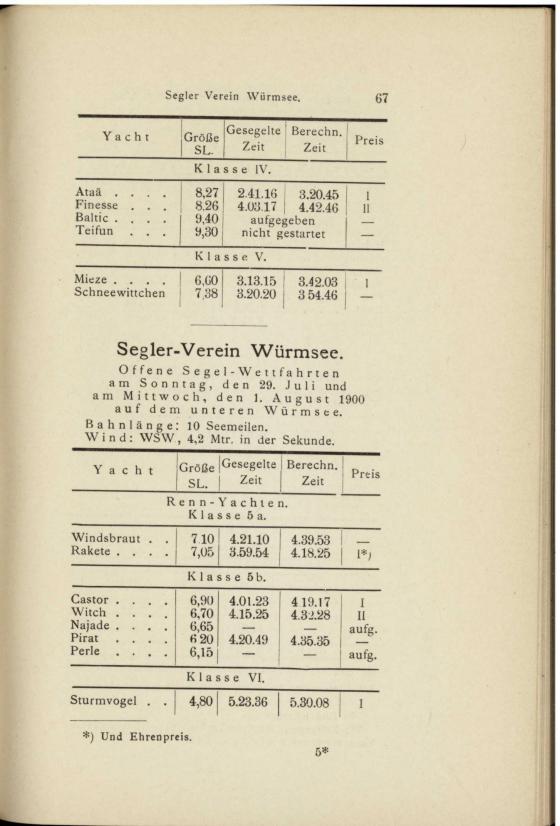 Segler Verein Würmsee. 67
Yacht Größe SL. Gesegelte Zeit Berechn. Zeit Preis
Klasse IV.
Ataä . . . . 8,27 2.41.16 3.20.45 I
Finesse . . . 8,26 4.03.17 4.42.46 II
Baltic . . . . 9,40 aufgegeben —
Teifun . . . 9,30 nicht gestartet —
Klasse V.
Mieze . . . . 6,60 3.13.15 3.42.03 I
Schneewittchen 7,38 3.20.20 3 54.46 —
Segler-Verein Würmsee.
Offene Segel-Wettfahrten
am Sonntag, den 29. Juli und
am Mittwoch, den 1. August 1900
auf dem unteren Würmsee.
Bahnlänge: 10 Seemeilen.
Wind: WSW, 4,2 Mtr. in der Sekunde.
Yacht Größe SL. Gesegelte Zeit Berechn. Zeit Preis
Renn-Yachten.
Klasse 5a.
Windsbraut . . 7.10 4.21.10 4.39.53 —
Rakete . . . . 7,05 3.59.54 4.18.25 I*)
Klasse 5b.
Castor . . . . 6,90 4.01.23 4 19.17 I
Witch . . . . 6,70 4.15.25 4.32.28 II
Najade . . . . 6,65 — — aufg.
Pirat . . . . 6 20 4.20.49 4.35.35 —
Perle . . . . 6,15 — — aufg.
Klasse VI.
Sturmvogel . . 4,80 5.23.36 5.30.08 I
*) Und Ehrenpreis.
5*